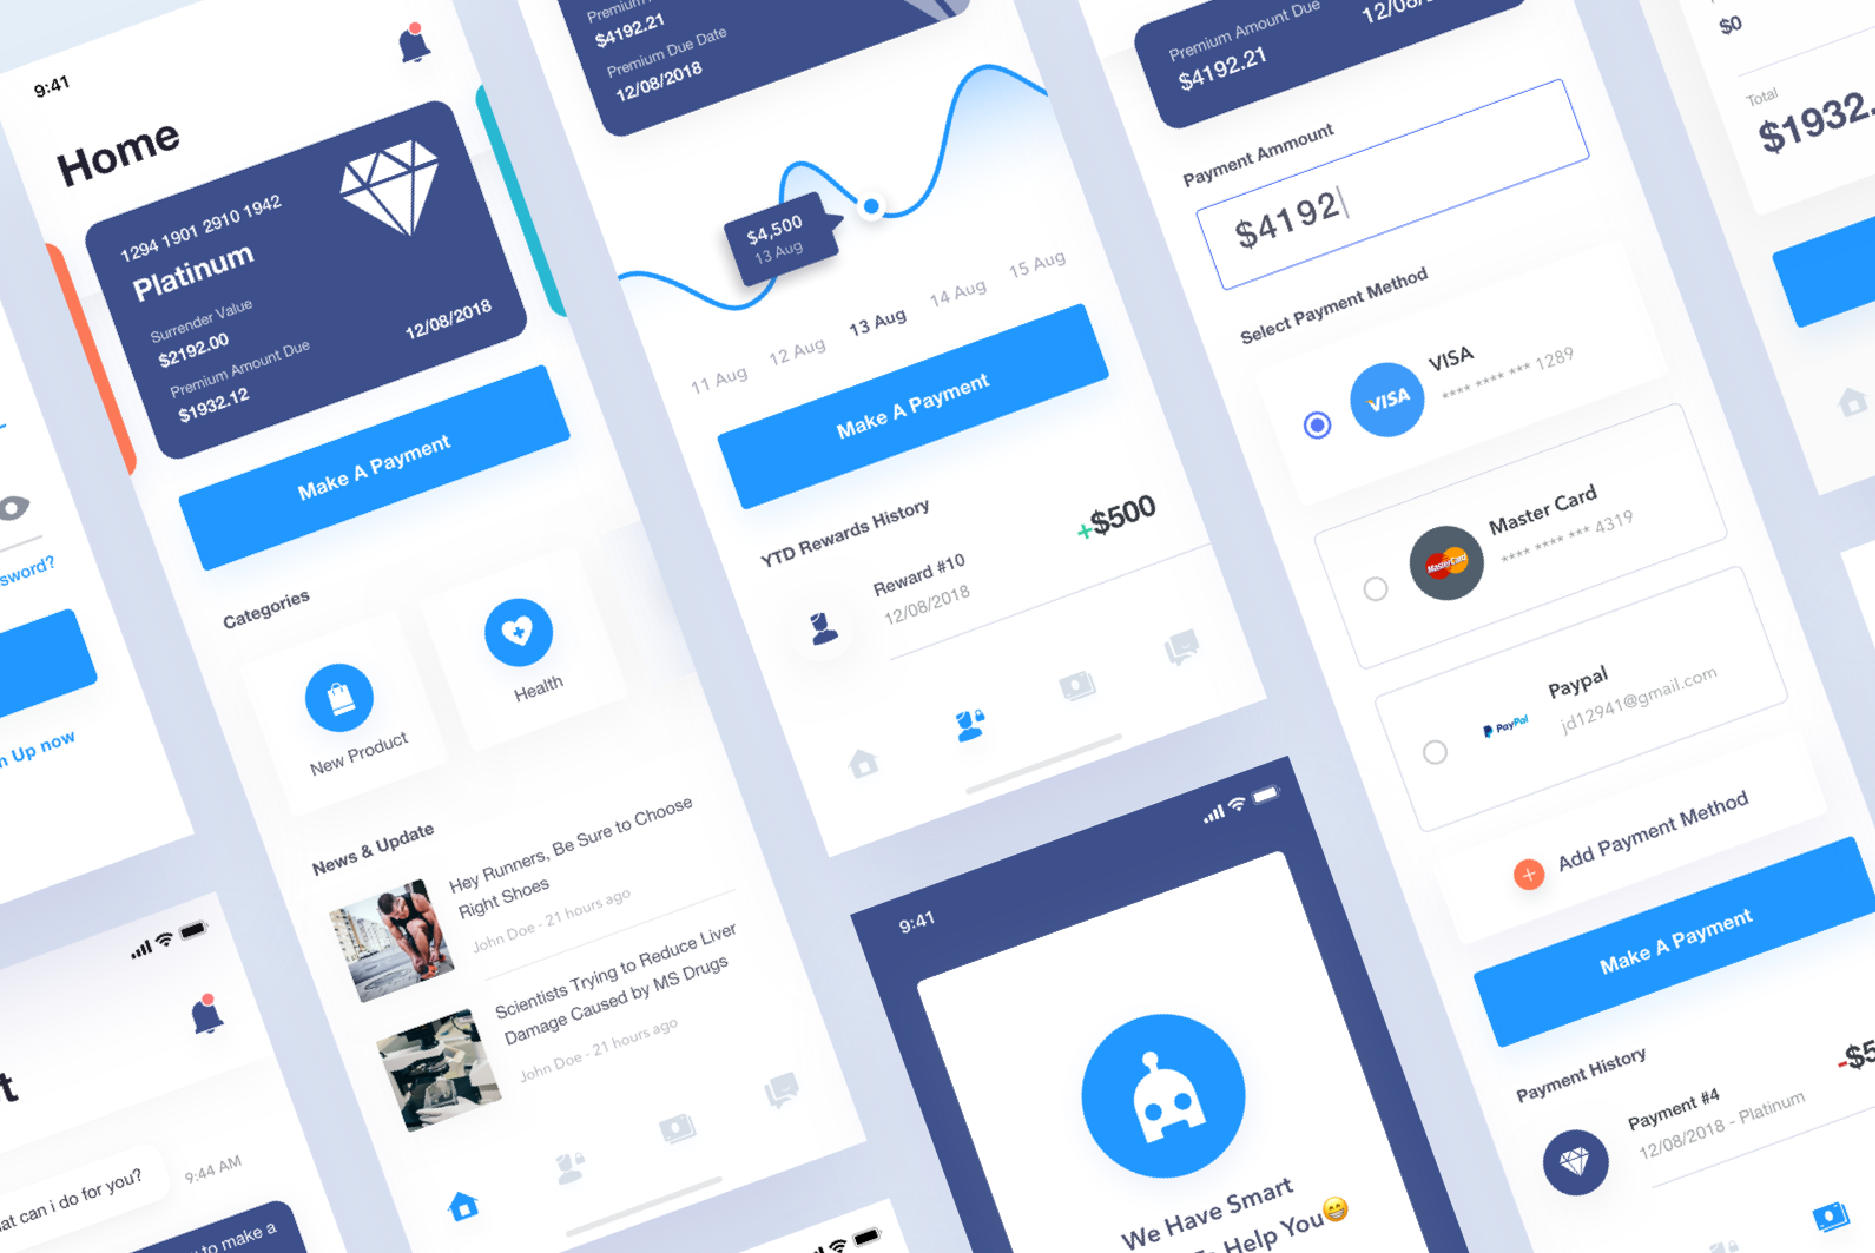 9:41
Home
1294 1901 2910 1942
Platinum
Surrender Value
$2192.00
Premium Amount Due
$1932.12
12/08/2018
Make A Payment
Categories
New Product
Health
News & Update
Hey Runners, Be Sure to Choose
Right Shoes
John Doe - 21 hours ago
Scientists Trying to Reduce Liver
Damage Caused by MS Drugs
John Doe - 21 hours ago
sword?
Up now
can i do for you?
9:44 AM
to make a
Premium
$4192.21
Premium Due Date
12/08/2018
$4,500
13 Aug
11 Aug
12 Aug
13 Aug
14 Aug
15 Aug
Make A Payment
YTD Rewards History
Reward #10
12/08/2018
+$500
9:41
We Have Smart
Help You😁
Premium Amount Due
$4192.21
12/08/
Payment Ammount
$4192
Select Payment Method
VISA
VISA
**** **** *** 1289
MasterCard
Master Card
**** **** *** 4319
PayPal
Paypal
jd12941@gmail.com
Add Payment Method
Make A Payment
Payment History
Payment #4
12/08/2018 - Platinum
-$5
$0
Total
$1932.